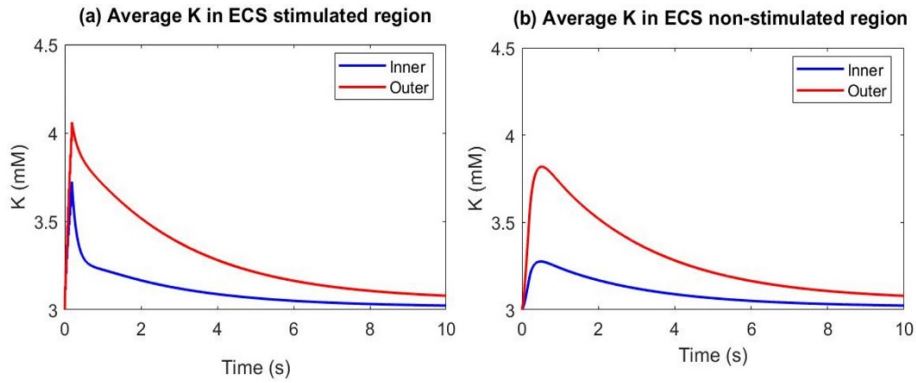 (a) Average K in ECS stimulated region
4.5
4
3.5
3
K (mM)
Inner
Outer
0 2 4 6 8 10
Time (s)
(b) Average K in ECS non-stimulated region
4.5
4
3.5
3
K (mM)
Inner
Outer
0 2 4 6 8 10
Time (s)